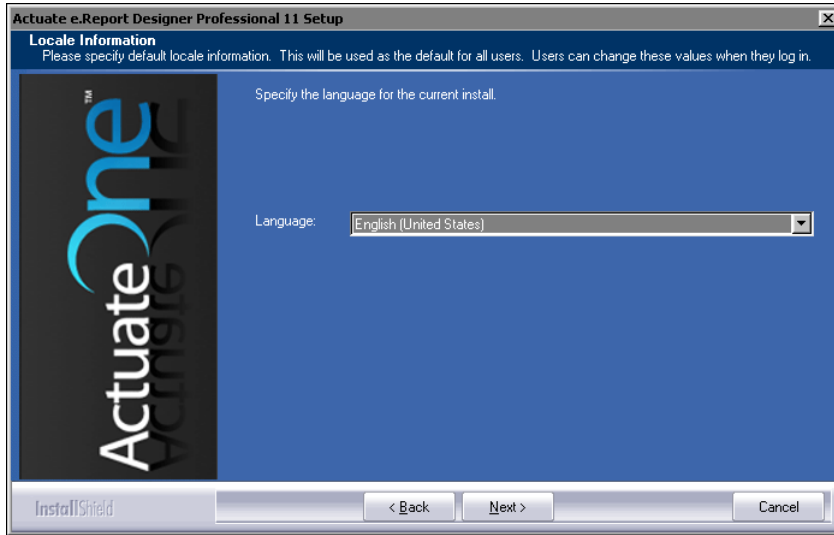 Actuate e.Report Designer Professional 11 Setup
Locale Information
Please specify default locale information.  This will be used as the default for all users.  Users can change these values when they log in.
ActuateOne™
Specify the language for the current install.
Language:
English (United States)
InstallShield
< Back
Next >
Cancel